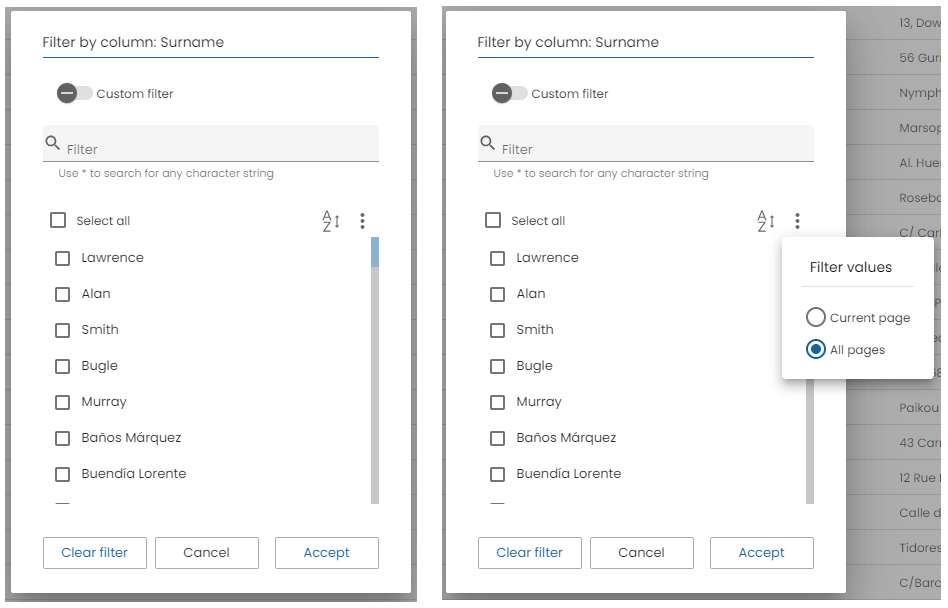 Filter by column: Surname
Custom filter
Filter
Use * to search for any character string
Select all
Lawrence
Alan
Smith
Bugle
Murray
Baños Márquez
Buendía Lorente
Clear filter
Cancel
Accept
Filter by column: Surname
Custom filter
Filter
Use * to search for any character string
Select all
Lawrence
Alan
Smith
Bugle
Murray
Baños Márquez
Buendía Lorente
Clear filter
Cancel
Accept
Filter values
Current page
All pages
13, Dow
56 Gur
Nymph
Marsop
Al. Hue
Rosebo
C/ Carl
Paikou
43 Carr
12 Rue
Calle d
Tidores
C/Barc